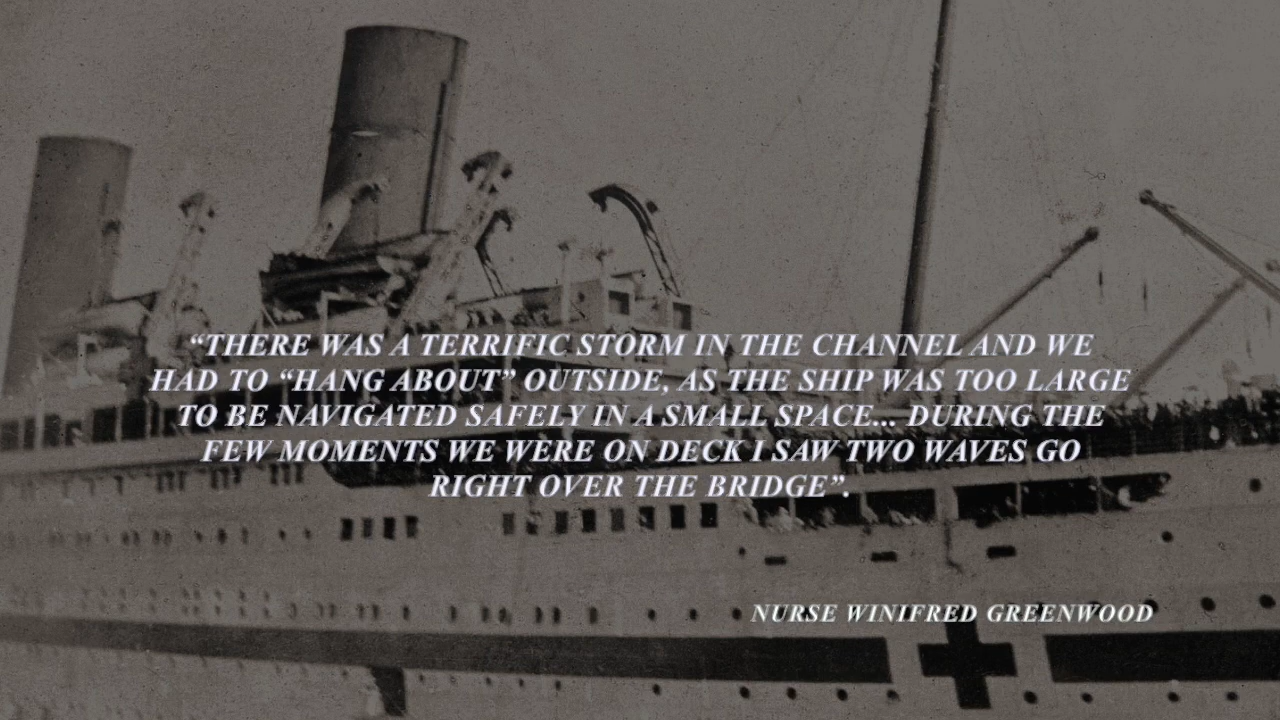 “THERE WAS A TERRIFIC STORM IN THE CHANNEL AND WE
HAD TO “HANG ABOUT” OUTSIDE, AS THE SHIP WAS TOO LARGE
TO BE NAVIGATED SAFELY IN A SMALL SPACE... DURING THE
FEW MOMENTS WE WERE ON DECK I SAW TWO WAVES GO
RIGHT OVER THE BRIDGE”.
NURSE WINIFRED GREENWOOD